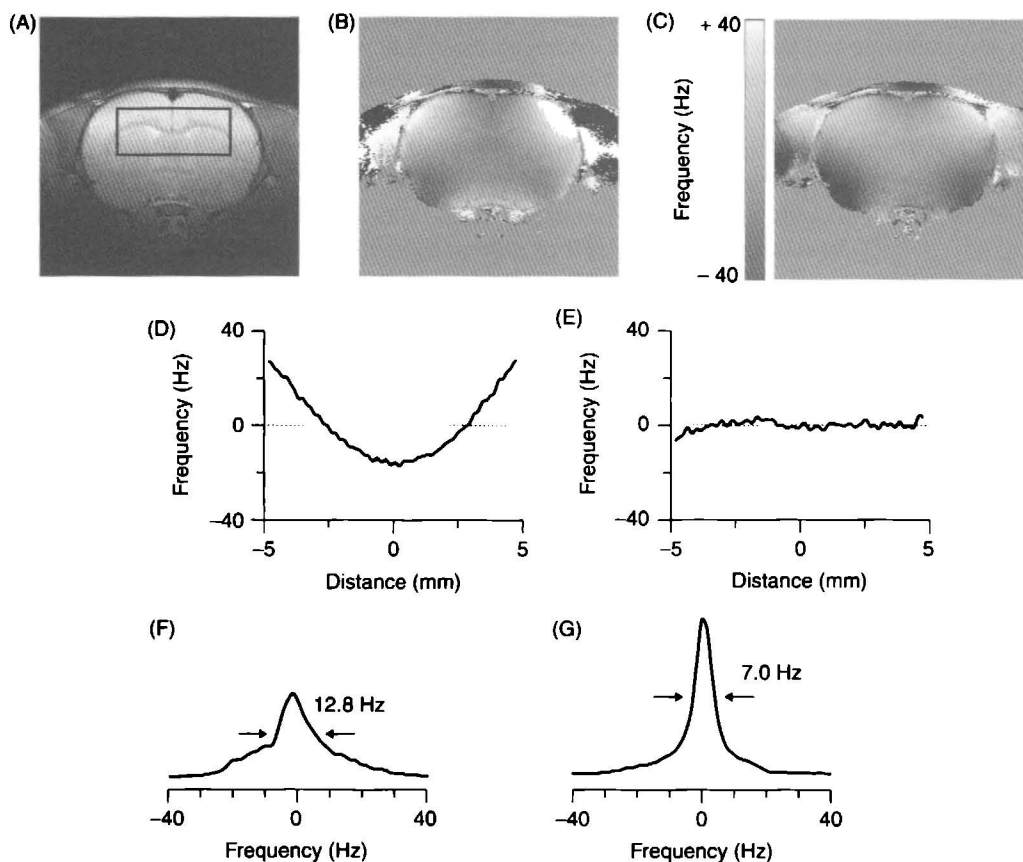 (A)
(B)
(C)
+ 40
Frequency (Hz)
− 40
(D)
40
0
−40
Frequency (Hz)
−5
0
5
Distance (mm)
(E)
40
0
−40
Frequency (Hz)
−5
0
5
Distance (mm)
(F)
12.8 Hz
−40
0
40
Frequency (Hz)
(G)
7.0 Hz
−40
0
40
Frequency (Hz)